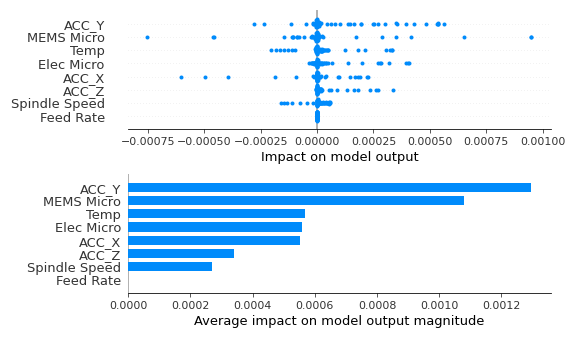 ACC_Y
MEMS Micro
Temp
Elec Micro
ACC_X
ACC_Z
Spindle Speed
Feed Rate
−0.00075 −0.00050 −0.00025 0.00000 0.00025 0.00050 0.00075 0.00100
Impact on model output
ACC_Y
MEMS Micro
Temp
Elec Micro
ACC_X
ACC_Z
Spindle Speed
Feed Rate
0.0000 0.0002 0.0004 0.0006 0.0008 0.0010 0.0012
Average impact on model output magnitude